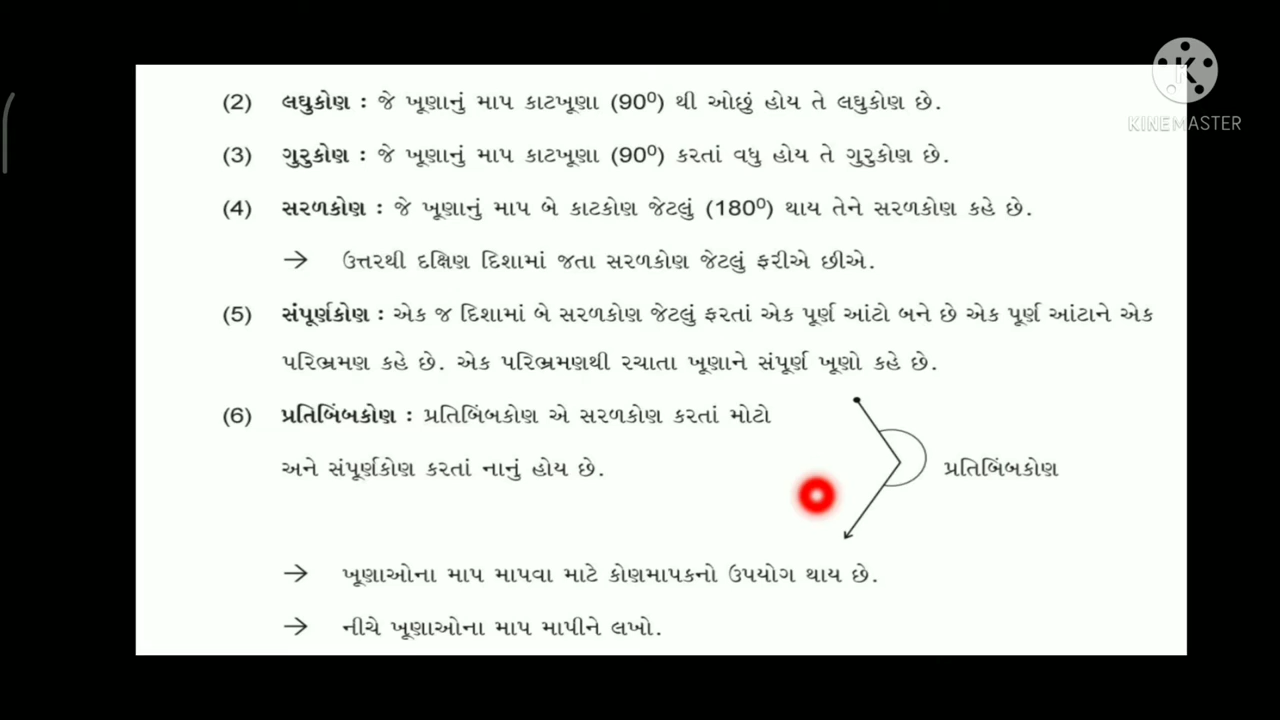 K
KINEMASTER
(2) લઘુકોણ : જે ખૂણાનું માપ કાટખૂણા (90⁰) થી ઓછું હોય તે લઘુકોણ છે.
(3) ગુરુકોણ : જે ખૂણાનું માપ કાટખૂણા (90⁰) કરતાં વધુ હોય તે ગુરુકોણ છે.
(4) સરળકોણ : જે ખૂણાનું માપ બે કાટકોણ જેટલું (180⁰) થાય તેને સરળકોણ કહે છે.
→ ઉત્તરથી દક્ષિણ દિશામાં જતા સરળકોણ જેટલું ફરીએ છીએ.
(5) સંપૂર્ણકોણ : એક જ દિશામાં બે સરળકોણ જેટલું ફરતાં એક પૂર્ણ આંટો બને છે એક પૂર્ણ આંટાને એક
પરિભ્રમણ કહે છે. એક પરિભ્રમણથી રચાતા ખૂણાને સંપૂર્ણ ખૂણો કહે છે.
(6) પ્રતિબિંબકોણ : પ્રતિબિંબકોણ એ સરળકોણ કરતાં મોટો
અને સંપૂર્ણકોણ કરતાં નાનું હોય છે.
પ્રતિબિંબકોણ
→ ખૂણાઓના માપ માપવા માટે કોણમાપકનો ઉપયોગ થાય છે.
→ નીચે ખૂણાઓના માપ માપીને લખો.